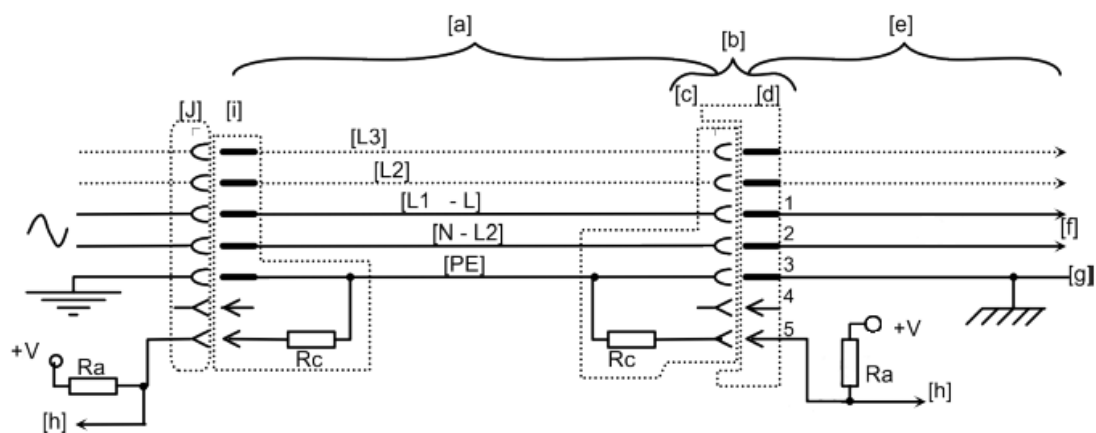 [a]
[b]
[e]
[c]
[d]
[J]
[i]
[L3]
[L2]
[L1 - L]
1
[N - L2]
2
[f]
[PE]
3
[g]
4
5
+V
Ra
Rc
Rc
+V
Ra
[h]
[h]